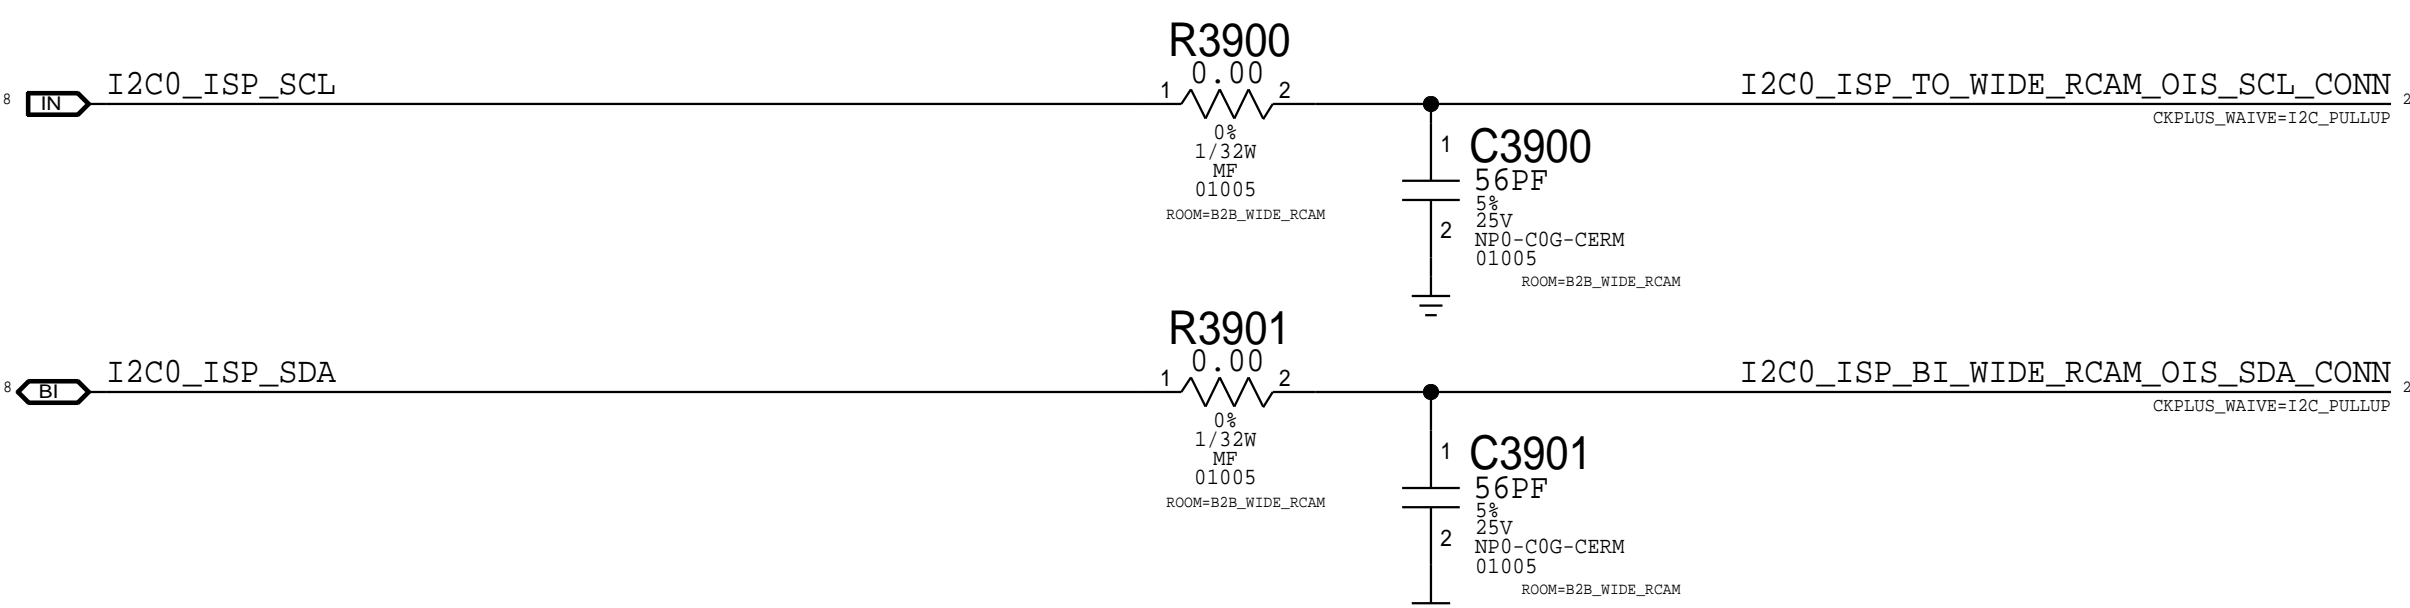 R3900
0.00
8 IN I2C0_ISP_SCL 1 2 I2C0_ISP_TO_WIDE_RCAM_OIS_SCL_CONN 2
CKPLUS_WAIVE=I2C_PULLUP
0%
1/32W
MF
01005
ROOM=B2B_WIDE_RCAM
1 C3900
56PF
5%
25V
2 NP0-C0G-CERM
01005
ROOM=B2B_WIDE_RCAM
R3901
0.00
8 BI I2C0_ISP_SDA 1 2 I2C0_ISP_BI_WIDE_RCAM_OIS_SDA_CONN 2
CKPLUS_WAIVE=I2C_PULLUP
0%
1/32W
MF
01005
ROOM=B2B_WIDE_RCAM
1 C3901
56PF
5%
25V
2 NP0-C0G-CERM
01005
ROOM=B2B_WIDE_RCAM